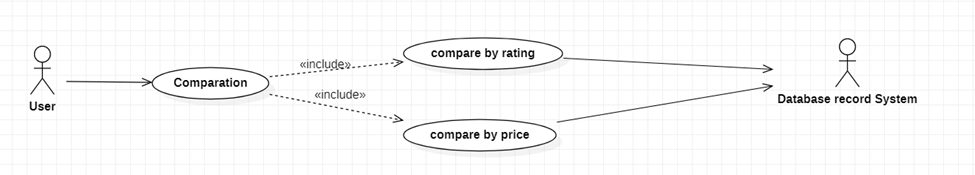 compare by rating
«include»
User
Comparation
«include»
compare by price
Database record System